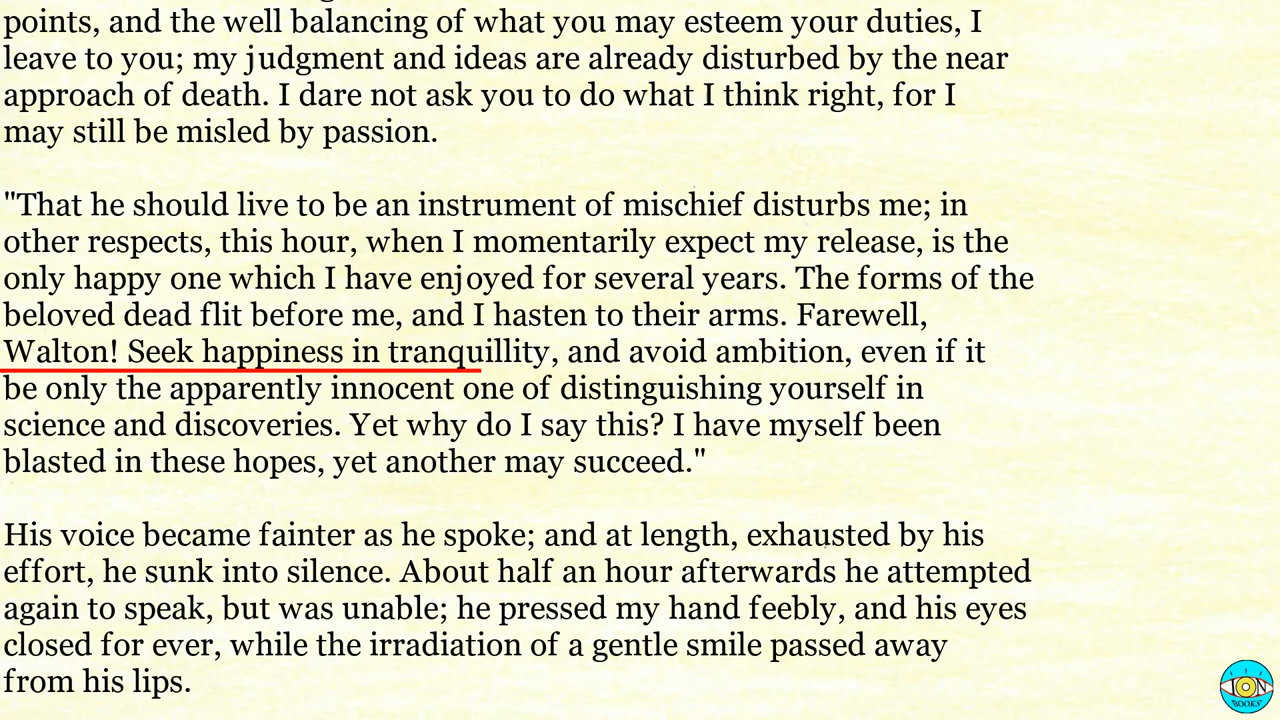 points, and the well balancing of what you may esteem your duties, I
leave to you; my judgment and ideas are already disturbed by the near
approach of death. I dare not ask you to do what I think right, for I
may still be misled by passion.
"That he should live to be an instrument of mischief disturbs me; in
other respects, this hour, when I momentarily expect my release, is the
only happy one which I have enjoyed for several years. The forms of the
beloved dead flit before me, and I hasten to their arms. Farewell,
Walton! Seek happiness in tranquillity, and avoid ambition, even if it
be only the apparently innocent one of distinguishing yourself in
science and discoveries. Yet why do I say this? I have myself been
blasted in these hopes, yet another may succeed."
His voice became fainter as he spoke; and at length, exhausted by his
effort, he sunk into silence. About half an hour afterwards he attempted
again to speak, but was unable; he pressed my hand feebly, and his eyes
closed for ever, while the irradiation of a gentle smile passed away
from his lips.
ION
BOOKS